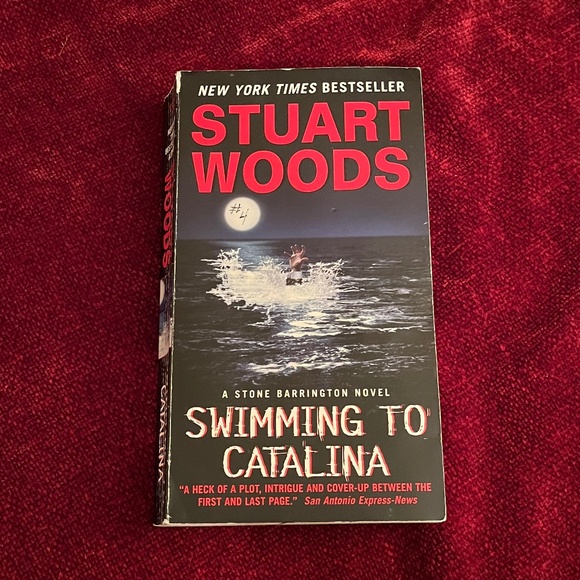 NEW YORK TIMES BESTSELLER
STUART
WOODS
#4
A STONE BARRINGTON NOVEL
SWIMMING TO
CATALINA
"A HECK OF A PLOT, INTRIGUE AND COVER-UP BETWEEN THE
FIRST AND LAST PAGE." San Antonio Express-News
WOODS
CATALINA